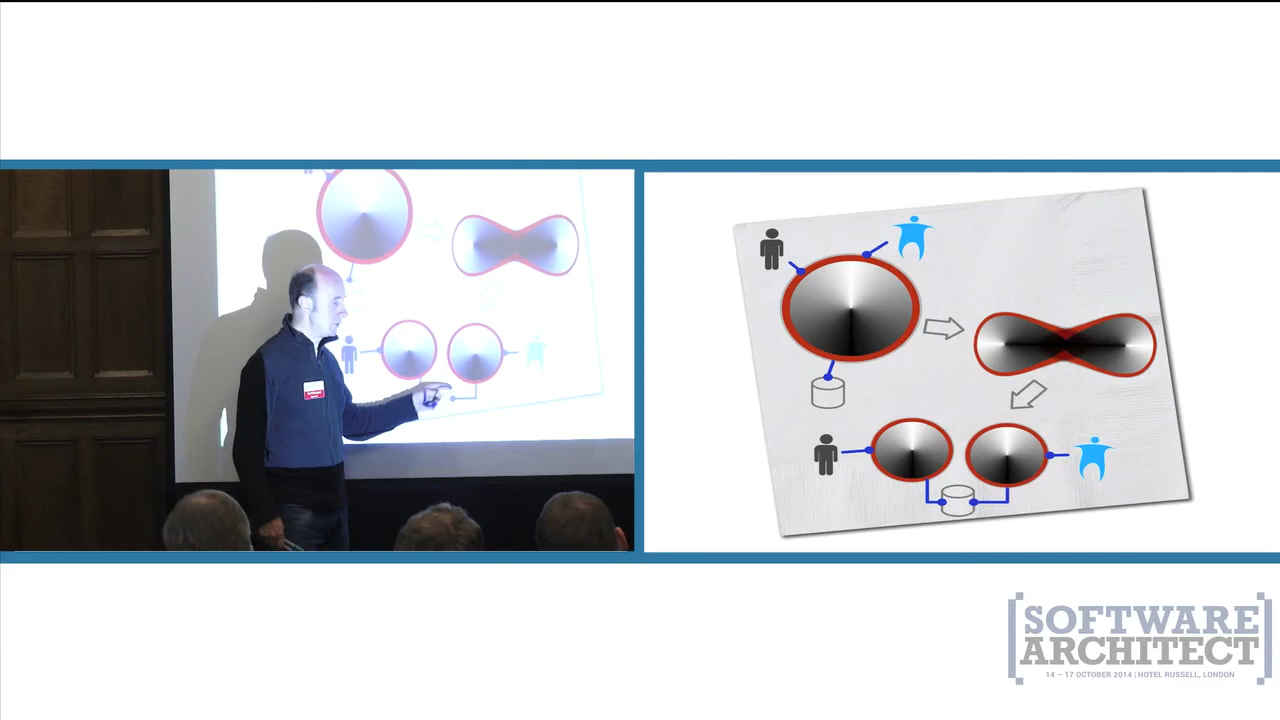 SOFTWARE
ARCHITECT
14 – 17 OCTOBER 2014 | HOTEL RUSSELL, LONDON